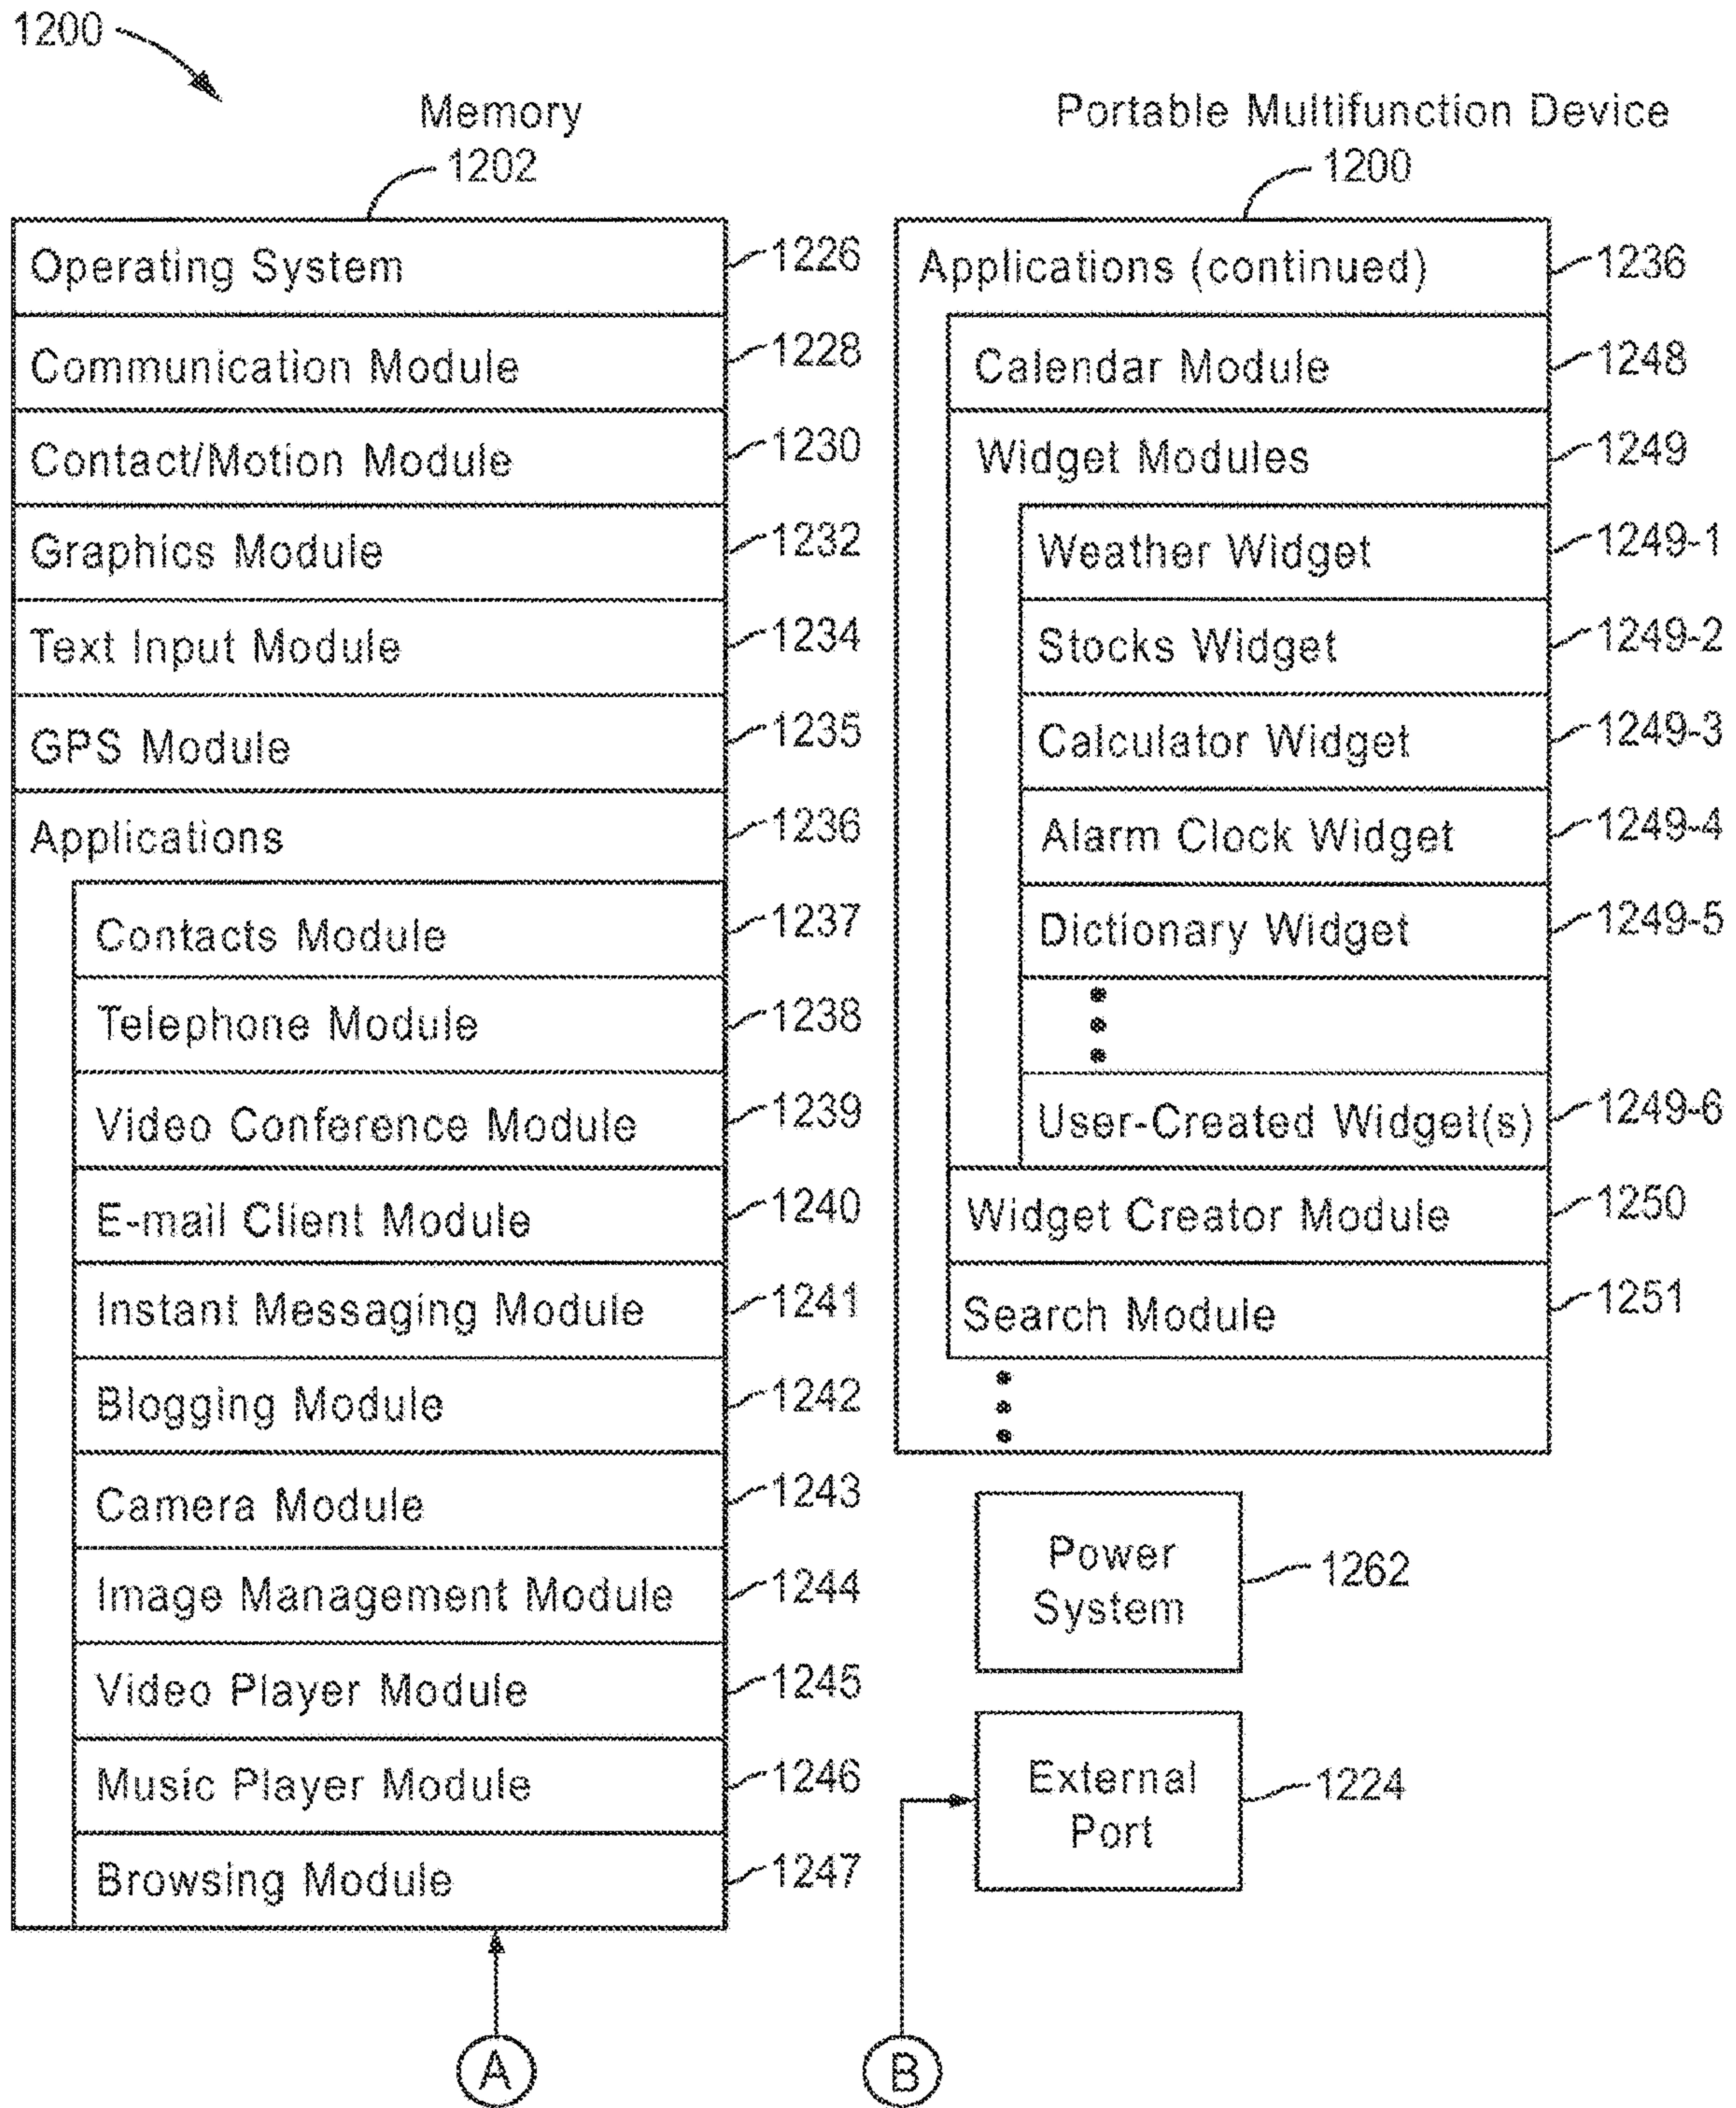 1200
Memory
1202
Operating System 1226
Communication Module 1228
Contact/Motion Module 1230
Graphics Module 1232
Text Input Module 1234
GPS Module 1235
Applications 1236
Contacts Module 1237
Telephone Module 1238
Video Conference Module 1239
E-mail Client Module 1240
Instant Messaging Module 1241
Blogging Module 1242
Camera Module 1243
Image Management Module 1244
Video Player Module 1245
Music Player Module 1246
Browsing Module 1247
A
Portable Multifunction Device
1200
Applications (continued) 1236
Calendar Module 1248
Widget Modules 1249
Weather Widget 1249-1
Stocks Widget 1249-2
Calculator Widget 1249-3
Alarm Clock Widget 1249-4
Dictionary Widget 1249-5
User-Created Widget(s) 1249-6
Widget Creator Module 1250
Search Module 1251
Power
System 1262
External
Port 1224
B